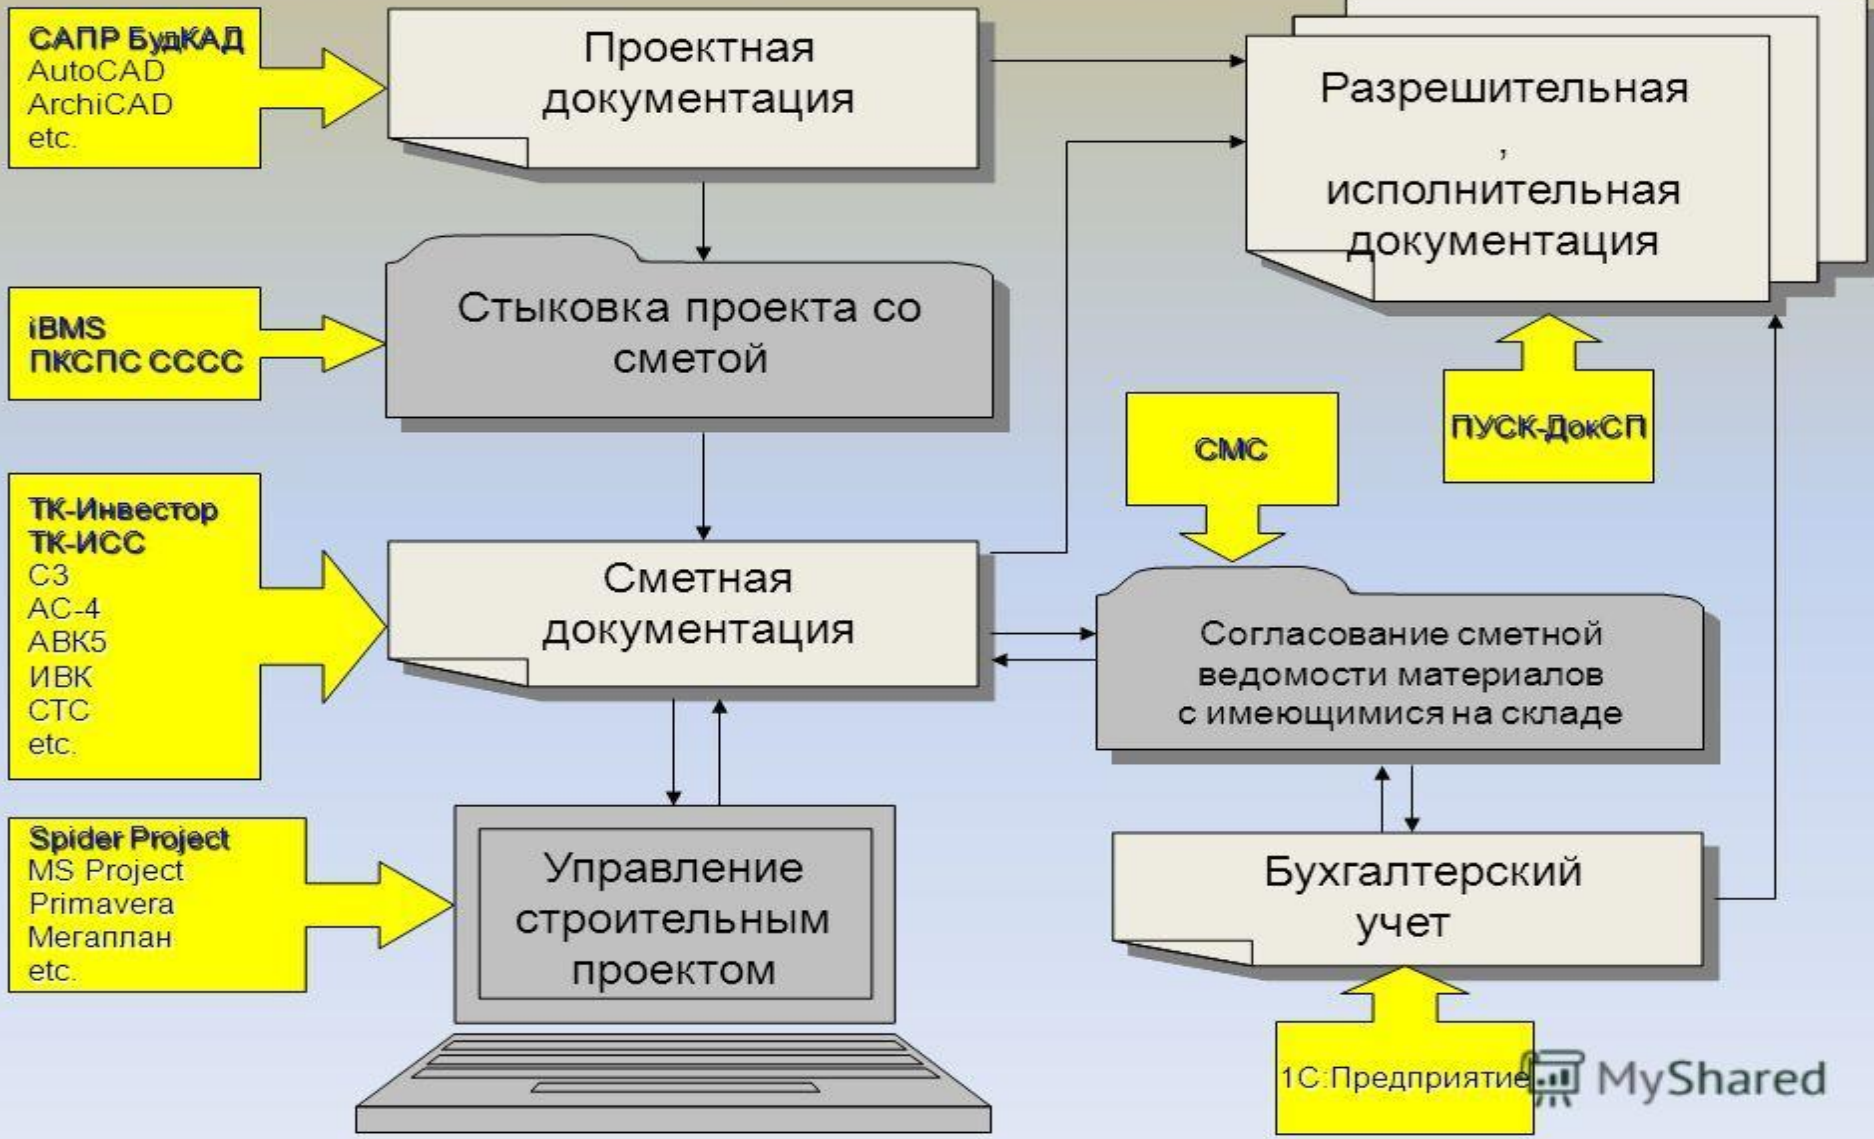 САПР БудКАД
AutoCAD
ArchiCAD
etc.
Проектная
документация
Разрешительная
,
исполнительная
документация
iBMS
ПКСПС СССС
Стыковка проекта со
сметой
СМС
ПУСК-ДокСП
ТК-Инвестор
ТК-ИСС
С3
АС-4
АВК5
ИВК
СТС
etc.
Сметная
документация
Согласование сметной
ведомости материалов
с имеющимися на складе
Spider Project
MS Project
Primavera
Мегаплан
etc.
Управление
строительным
проектом
Бухгалтерский
учет
1С:Предприятие
MyShared